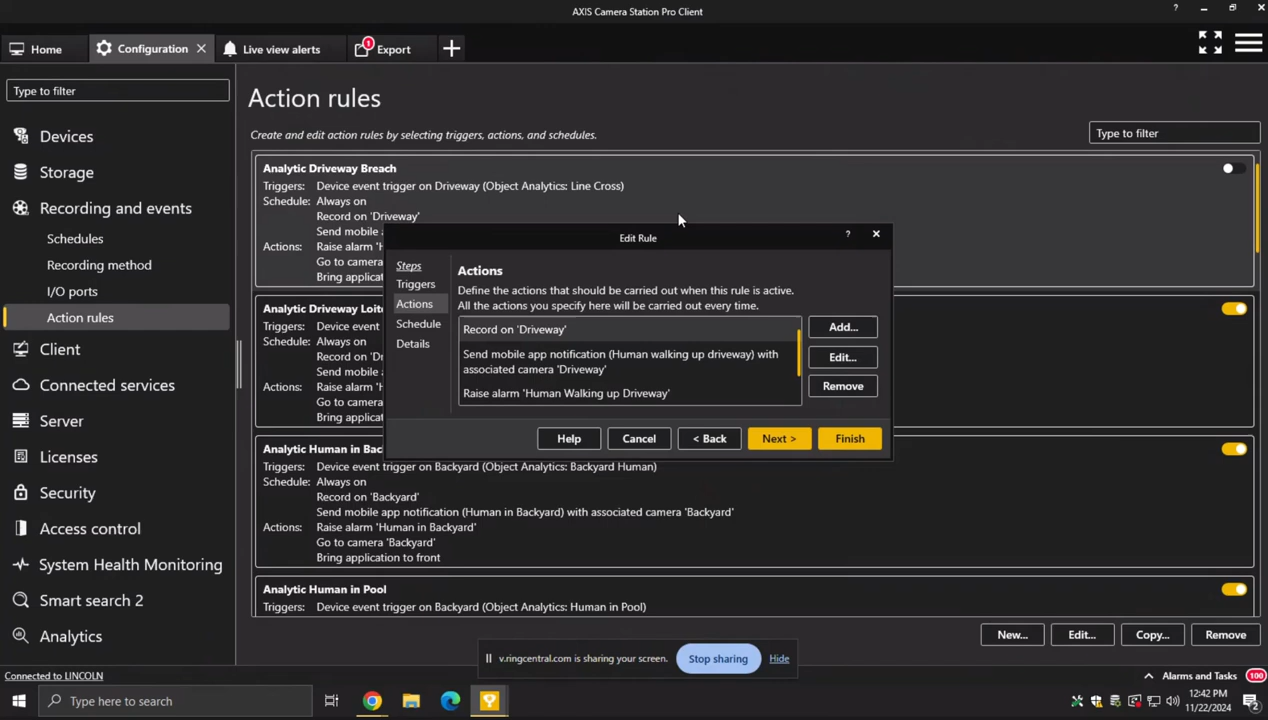 AXIS Camera Station Pro Client
Home
Configuration
Live view alerts
1
Export
Type to filter
Devices
Storage
Recording and events
Schedules
Recording method
I/O ports
Action rules
Client
Connected services
Server
Licenses
Security
Access control
System Health Monitoring
Smart search 2
Analytics
Action rules
Create and edit action rules by selecting triggers, actions, and schedules.
Type to filter
Analytic Driveway Breach
Triggers: Device event trigger on Driveway (Object Analytics: Line Cross)
Schedule: Always on
Record on 'Driveway'
Send mobile
Actions: Raise alarm
Go to camera
Bring applicat
Analytic Driveway Loit
Triggers: Device event
Schedule: Always on
Record on 'Dr
Send mobile
Actions: Raise alarm
Go to camera
Bring applicat
Analytic Human in Bac
Triggers: Device event trigger on Backyard (Object Analytics: Backyard Human)
Schedule: Always on
Record on 'Backyard'
Send mobile app notification (Human in Backyard) with associated camera 'Backyard'
Actions: Raise alarm 'Human in Backyard'
Go to camera 'Backyard'
Bring application to front
Analytic Human in Pool
Triggers: Device event trigger on Backyard (Object Analytics: Human in Pool)
Edit Rule
?
Steps
Triggers
Actions
Schedule
Details
Actions
Define the actions that should be carried out when this rule is active.
All the actions you specify here will be carried out every time.
Record on 'Driveway'
Send mobile app notification (Human walking up driveway) with
associated camera 'Driveway'
Raise alarm 'Human Walking up Driveway'
Add...
Edit...
Remove
Help
Cancel
< Back
Next >
Finish
New...
Edit...
Copy...
Remove
v.ringcentral.com is sharing your screen.
Stop sharing
Hide
Connected to LINCOLN
Alarms and Tasks
100
Type here to search
12:42 PM
11/22/2024
2